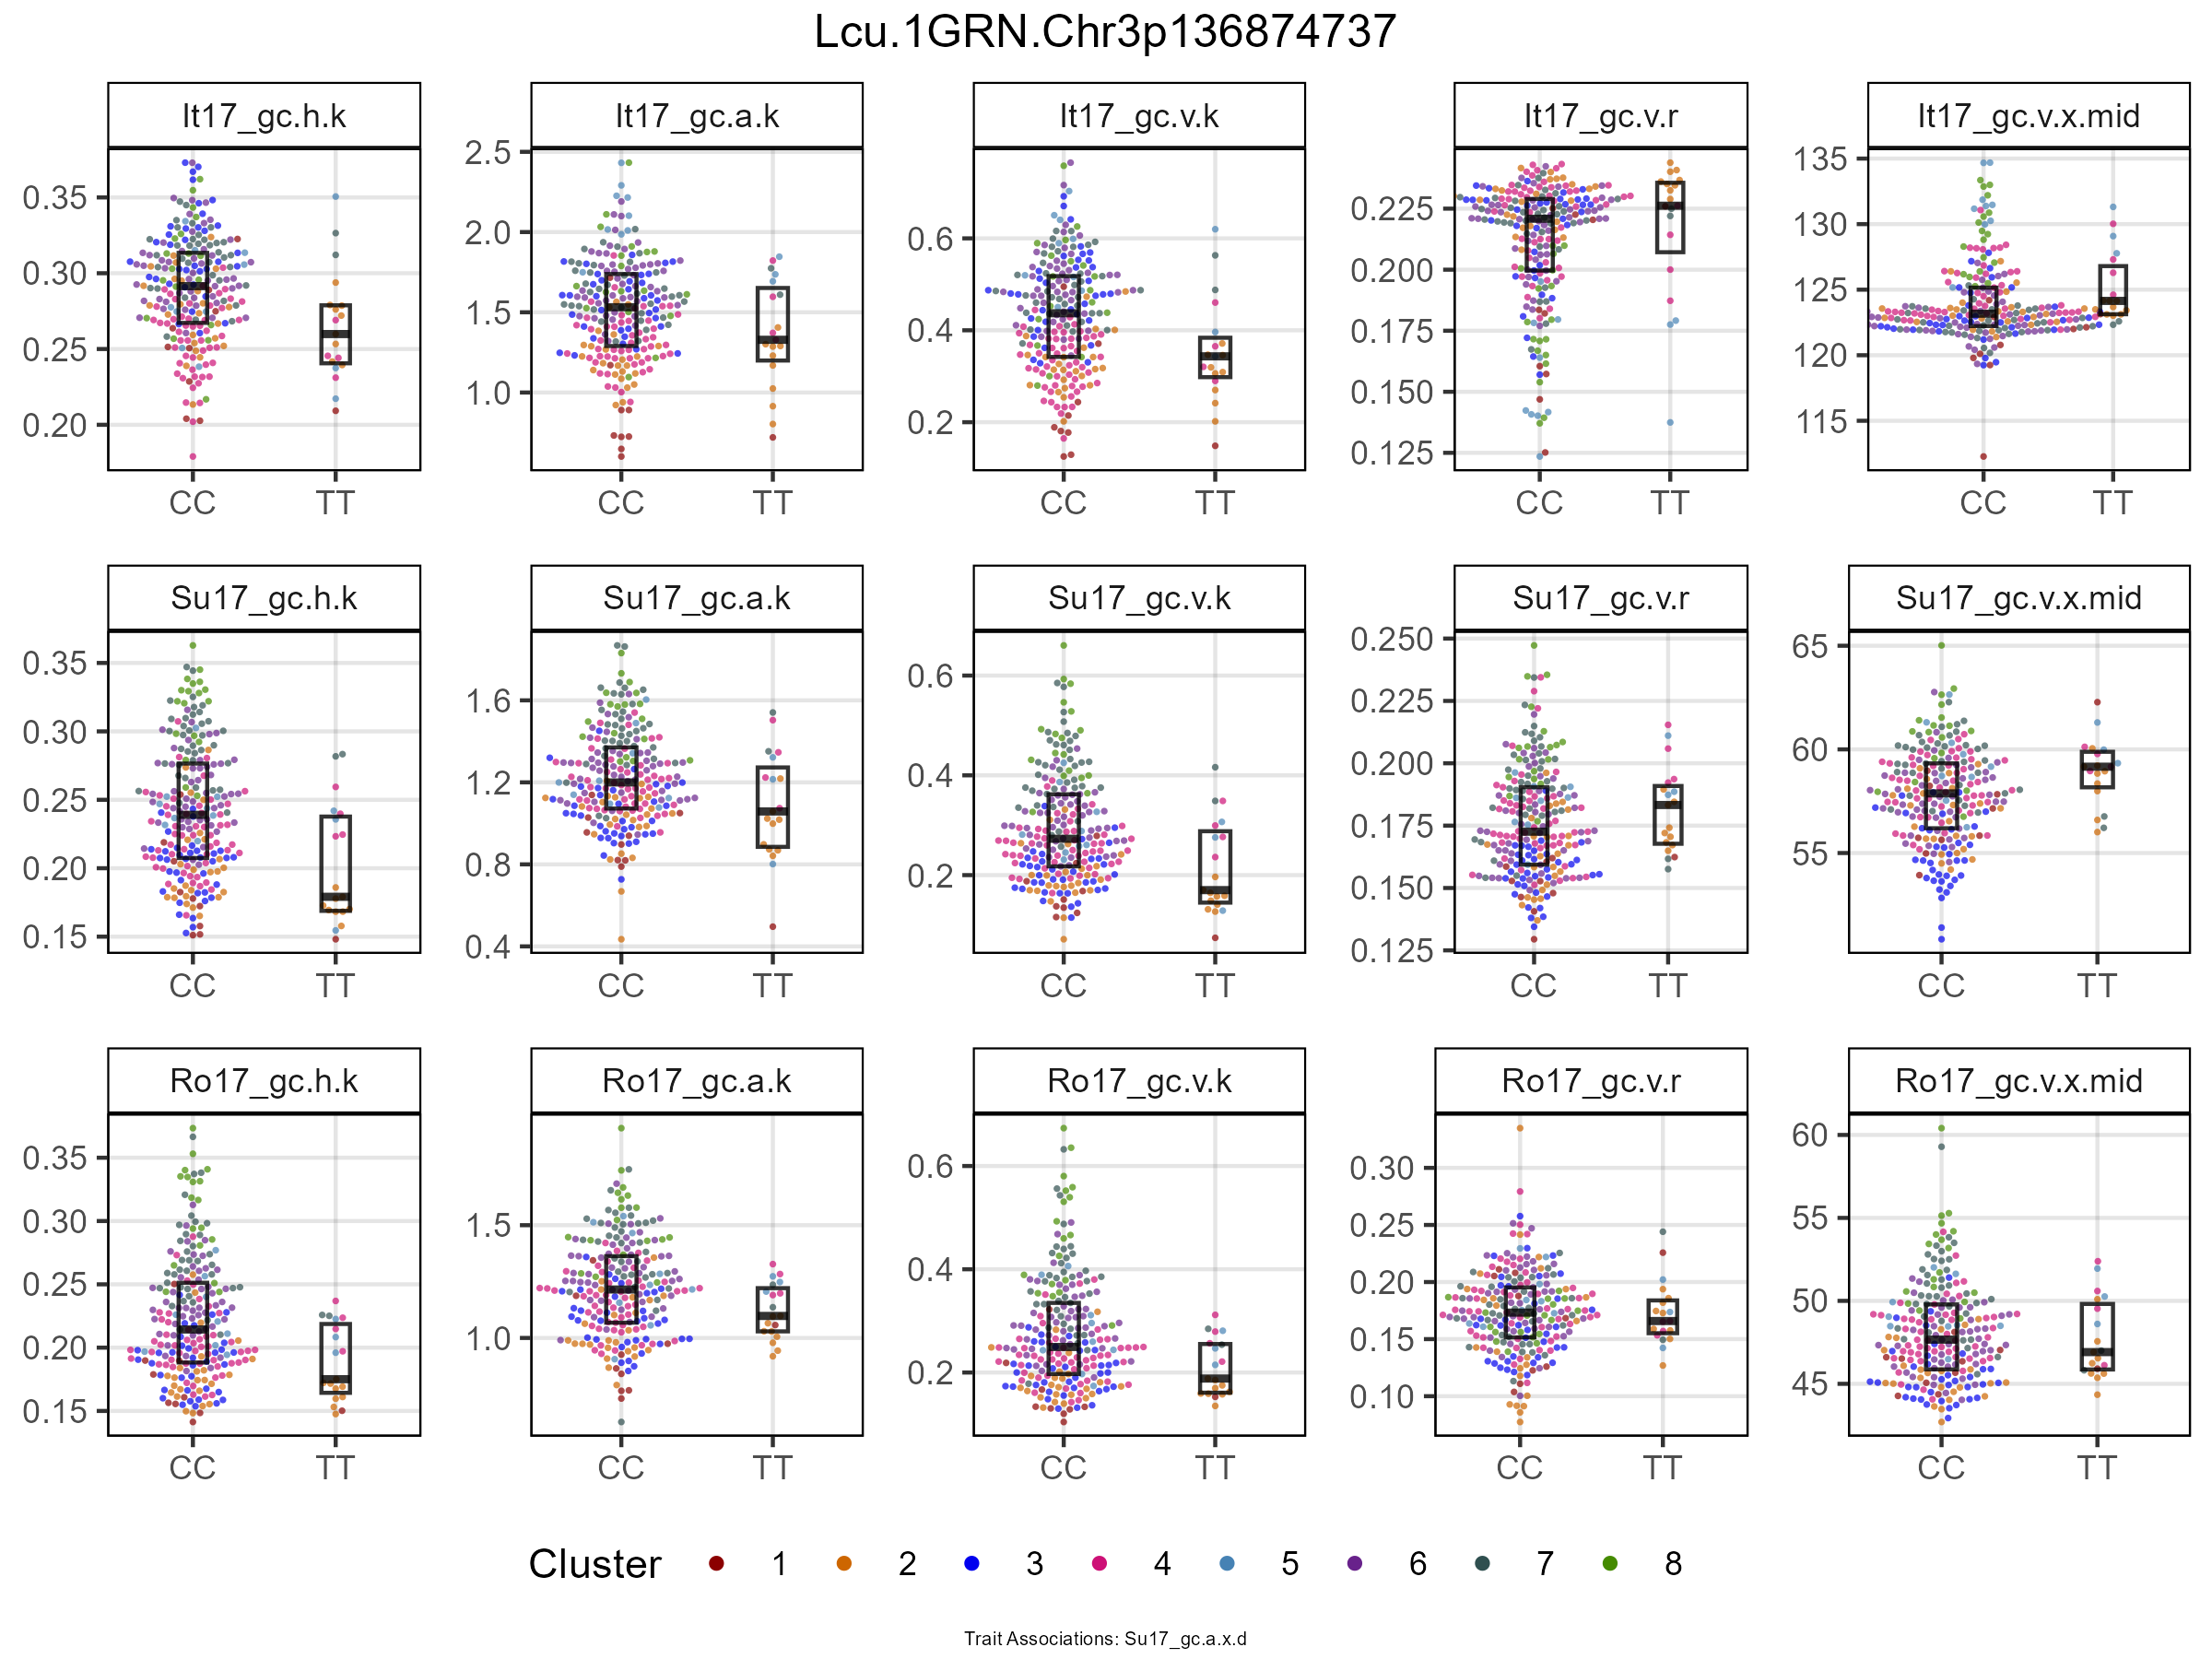 Lcu.1GRN.Chr3p136874737
It17_gc.h.k It17_gc.a.k It17_gc.v.k It17_gc.v.r It17_gc.v.x.mid
0.35 0.30 0.25 0.20 CC TT
2.5 2.0 1.5 1.0 CC TT
0.6 0.4 0.2 CC TT
0.225 0.200 0.175 0.150 0.125 CC TT
135 130 125 120 115 CC TT
Su17_gc.h.k Su17_gc.a.k Su17_gc.v.k Su17_gc.v.r Su17_gc.v.x.mid
0.35 0.30 0.25 0.20 0.15 CC TT
1.6 1.2 0.8 0.4 CC TT
0.6 0.4 0.2 CC TT
0.250 0.225 0.200 0.175 0.150 0.125 CC TT
65 60 55 CC TT
Ro17_gc.h.k Ro17_gc.a.k Ro17_gc.v.k Ro17_gc.v.r Ro17_gc.v.x.mid
0.35 0.30 0.25 0.20 0.15 CC TT
1.5 1.0 CC TT
0.6 0.4 0.2 CC TT
0.30 0.25 0.20 0.15 0.10 CC TT
60 55 50 45 CC TT
Cluster 1 2 3 4 5 6 7 8
Trait Associations: Su17_gc.a.x.d